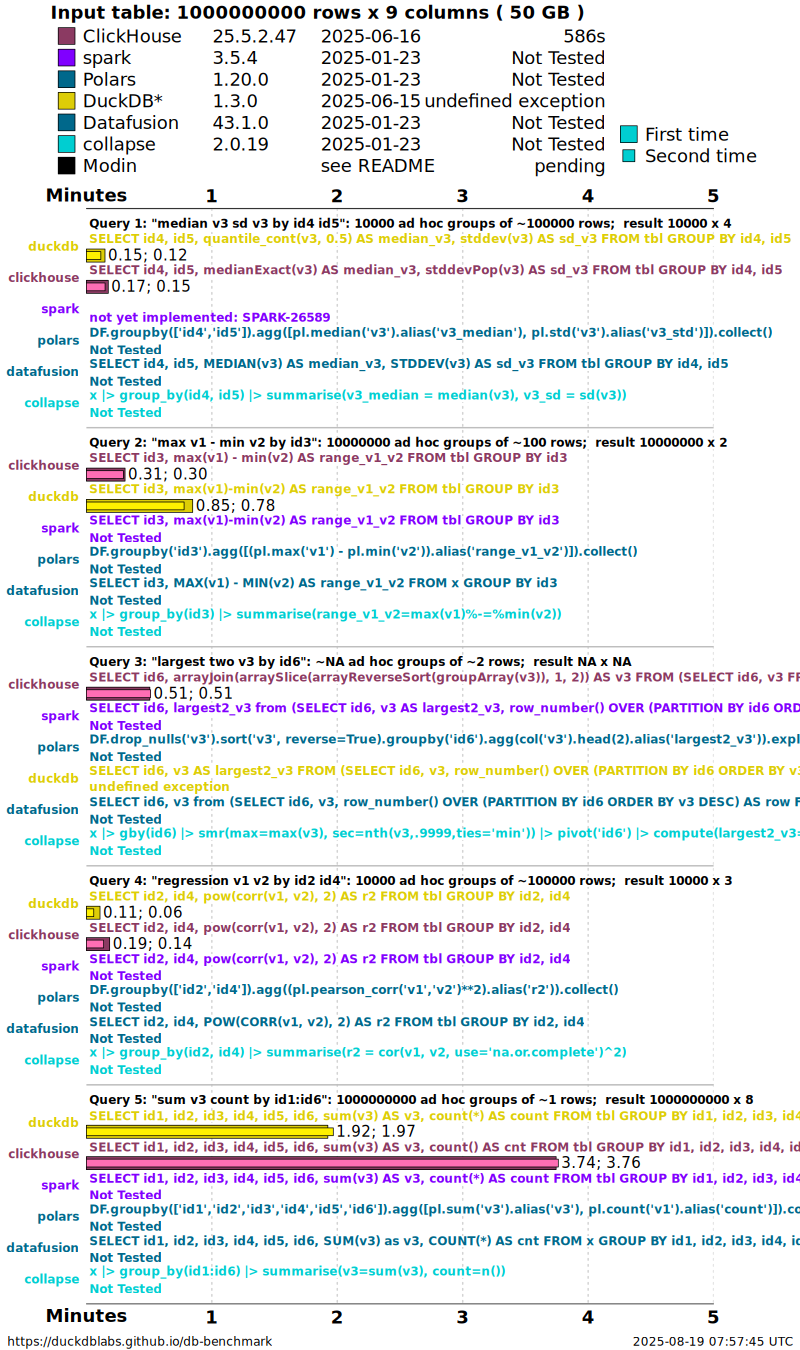 Input table: 1000000000 rows x 9 columns ( 50 GB )
ClickHouse 25.5.2.47 2025-06-16 586s
spark 3.5.4 2025-01-23 Not Tested
Polars 1.20.0 2025-01-23 Not Tested
DuckDB* 1.3.0 2025-06-15 undefined exception
Datafusion 43.1.0 2025-01-23 Not Tested
collapse 2.0.19 2025-01-23 Not Tested
Modin see README pending
First time
Second time
Minutes 1 2 3 4 5
Query 1: "median v3 sd v3 by id4 id5": 10000 ad hoc groups of ~100000 rows; result 10000 x 4
duckdb SELECT id4, id5, quantile_cont(v3, 0.5) AS median_v3, stddev(v3) AS sd_v3 FROM tbl GROUP BY id4, id5
0.15; 0.12
clickhouse SELECT id4, id5, medianExact(v3) AS median_v3, stddevPop(v3) AS sd_v3 FROM tbl GROUP BY id4, id5
0.17; 0.15
spark
not yet implemented: SPARK-26589
polars DF.groupby(['id4','id5']).agg([pl.median('v3').alias('v3_median'), pl.std('v3').alias('v3_std')]).collect()
Not Tested
datafusion SELECT id4, id5, MEDIAN(v3) AS median_v3, STDDEV(v3) AS sd_v3 FROM tbl GROUP BY id4, id5
Not Tested
collapse x |> group_by(id4, id5) |> summarise(v3_median = median(v3), v3_sd = sd(v3))
Not Tested
Query 2: "max v1 - min v2 by id3": 10000000 ad hoc groups of ~100 rows; result 10000000 x 2
clickhouse SELECT id3, max(v1) - min(v2) AS range_v1_v2 FROM tbl GROUP BY id3
0.31; 0.30
duckdb SELECT id3, max(v1)-min(v2) AS range_v1_v2 FROM tbl GROUP BY id3
0.85; 0.78
spark SELECT id3, max(v1)-min(v2) AS range_v1_v2 FROM tbl GROUP BY id3
Not Tested
polars DF.groupby('id3').agg([(pl.max('v1') - pl.min('v2')).alias('range_v1_v2')]).collect()
Not Tested
datafusion SELECT id3, MAX(v1) - MIN(v2) AS range_v1_v2 FROM x GROUP BY id3
Not Tested
collapse x |> group_by(id3) |> summarise(range_v1_v2=max(v1)%-=%min(v2))
Not Tested
Query 3: "largest two v3 by id6": ~NA ad hoc groups of ~2 rows; result NA x NA
clickhouse SELECT id6, arrayJoin(arraySlice(arrayReverseSort(groupArray(v3)), 1, 2)) AS v3 FROM (SELECT id6, v3 FR
0.51; 0.51
spark SELECT id6, largest2_v3 from (SELECT id6, v3 AS largest2_v3, row_number() OVER (PARTITION BY id6 ORD
Not Tested
polars DF.drop_nulls('v3').sort('v3', reverse=True).groupby('id6').agg(col('v3').head(2).alias('largest2_v3')).expl
Not Tested
duckdb SELECT id6, v3 AS largest2_v3 FROM (SELECT id6, v3, row_number() OVER (PARTITION BY id6 ORDER BY v3
undefined exception
datafusion SELECT id6, v3 from (SELECT id6, v3, row_number() OVER (PARTITION BY id6 ORDER BY v3 DESC) AS row F
Not Tested
collapse x |> gby(id6) |> smr(max=max(v3), sec=nth(v3,.9999,ties='min')) |> pivot('id6') |> compute(largest2_v3=
Not Tested
Query 4: "regression v1 v2 by id2 id4": 10000 ad hoc groups of ~100000 rows; result 10000 x 3
duckdb SELECT id2, id4, pow(corr(v1, v2), 2) AS r2 FROM tbl GROUP BY id2, id4
0.11; 0.06
clickhouse SELECT id2, id4, pow(corr(v1, v2), 2) AS r2 FROM tbl GROUP BY id2, id4
0.19; 0.14
spark SELECT id2, id4, pow(corr(v1, v2), 2) AS r2 FROM tbl GROUP BY id2, id4
Not Tested
polars DF.groupby(['id2','id4']).agg((pl.pearson_corr('v1','v2')**2).alias('r2')).collect()
Not Tested
datafusion SELECT id2, id4, POW(CORR(v1, v2), 2) AS r2 FROM tbl GROUP BY id2, id4
Not Tested
collapse x |> group_by(id2, id4) |> summarise(r2 = cor(v1, v2, use='na.or.complete')^2)
Not Tested
Query 5: "sum v3 count by id1:id6": 1000000000 ad hoc groups of ~1 rows; result 1000000000 x 8
duckdb SELECT id1, id2, id3, id4, id5, id6, sum(v3) AS v3, count(*) AS count FROM tbl GROUP BY id1, id2, id3, id4
1.92; 1.97
clickhouse SELECT id1, id2, id3, id4, id5, id6, sum(v3) AS v3, count() AS cnt FROM tbl GROUP BY id1, id2, id3, id4, id
3.74; 3.76
spark SELECT id1, id2, id3, id4, id5, id6, sum(v3) AS v3, count(*) AS count FROM tbl GROUP BY id1, id2, id3, id4
Not Tested
polars DF.groupby(['id1','id2','id3','id4','id5','id6']).agg([pl.sum('v3').alias('v3'), pl.count('v1').alias('count')]).co
Not Tested
datafusion SELECT id1, id2, id3, id4, id5, id6, SUM(v3) as v3, COUNT(*) AS cnt FROM x GROUP BY id1, id2, id3, id4, id
Not Tested
collapse x |> group_by(id1:id6) |> summarise(v3=sum(v3), count=n())
Not Tested
Minutes 1 2 3 4 5
https://duckdblabs.github.io/db-benchmark 2025-08-19 07:57:45 UTC